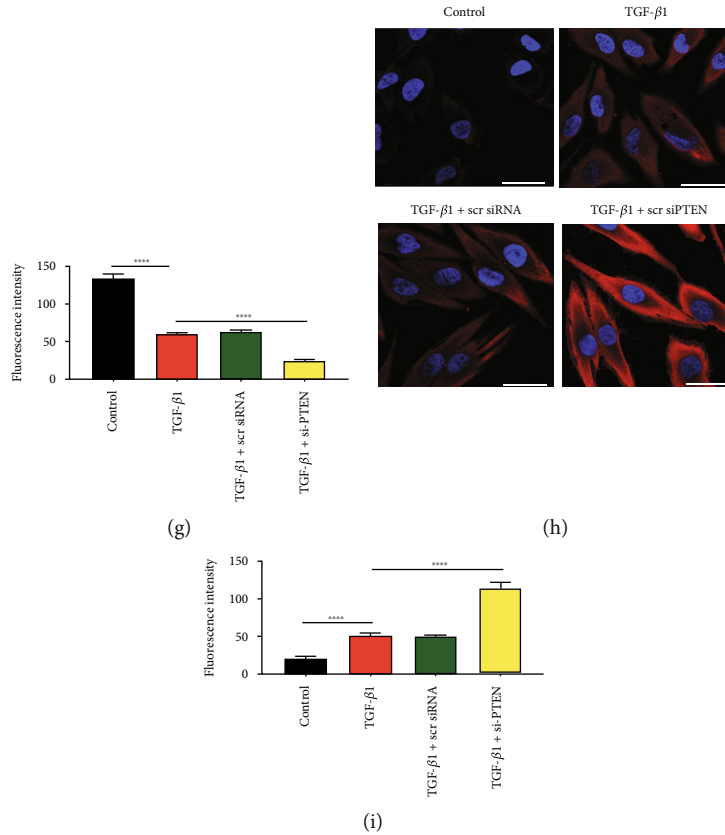 Control
TGF-β1
TGF-β1 + scr siRNA
TGF-β1 + scr siPTEN
(h)
Fluorescence intensity
150
100
50
0
****
****
Control
TGF-β1
TGF-β1 + scr siRNA
TGF-β1 + si-PTEN
(g)
Fluorescence intensity
150
100
50
0
****
****
Control
TGF-β1
TGF-β1 + scr siRNA
TGF-β1 + si-PTEN
(i)